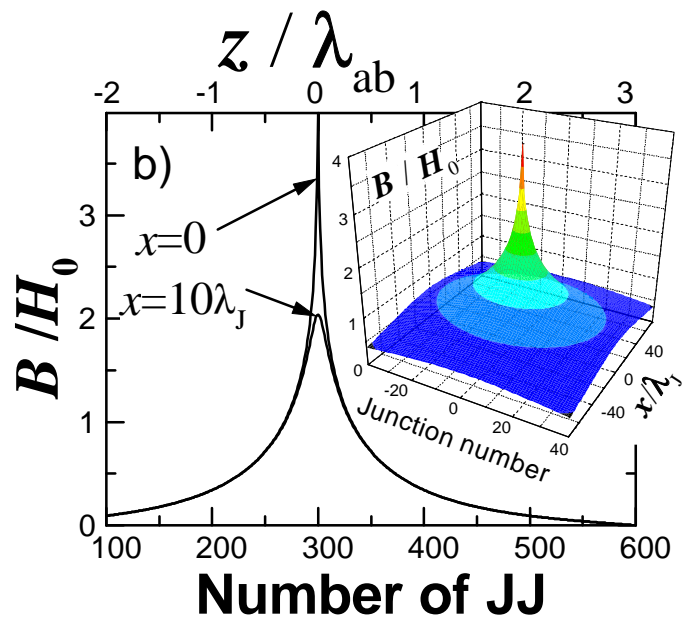 z / λab
-2 -1 0 1 2 3
b)
B / H0
3
2
1
0
x=0
x=10λJ
100 200 300 400 500 600
Number of JJ
B / H0
4
3
2
1
0
-20 0 20 40
Junction number
40
0
-40
x/λJ